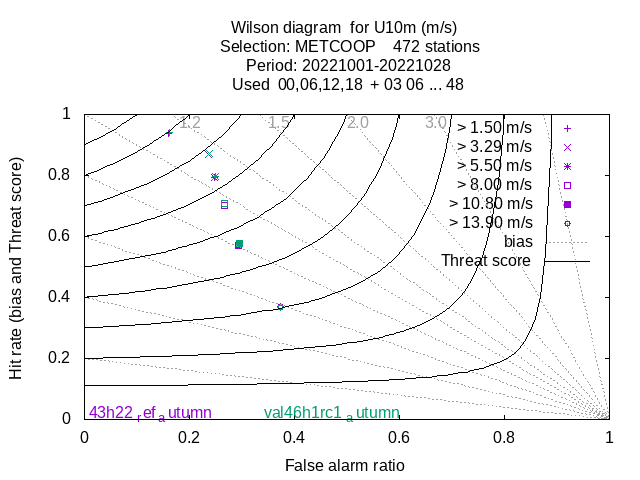 Wilson diagram for U10m (m/s)
Selection: METCOOP 472 stations
Period: 20221001-20221028
Used 00,06,12,18 + 03 06 ... 48
Hit rate (bias and Threat score)
1
0.8
0.6
0.4
0.2
0
1.2
1.5
2.0
3.0
> 1.50 m/s
> 3.29 m/s
> 5.50 m/s
> 8.00 m/s
> 10.80 m/s
> 13.90 m/s
bias
Threat score
43h22refautumn
val46h1rc1autumn
0 0.2 0.4 0.6 0.8 1
False alarm ratio